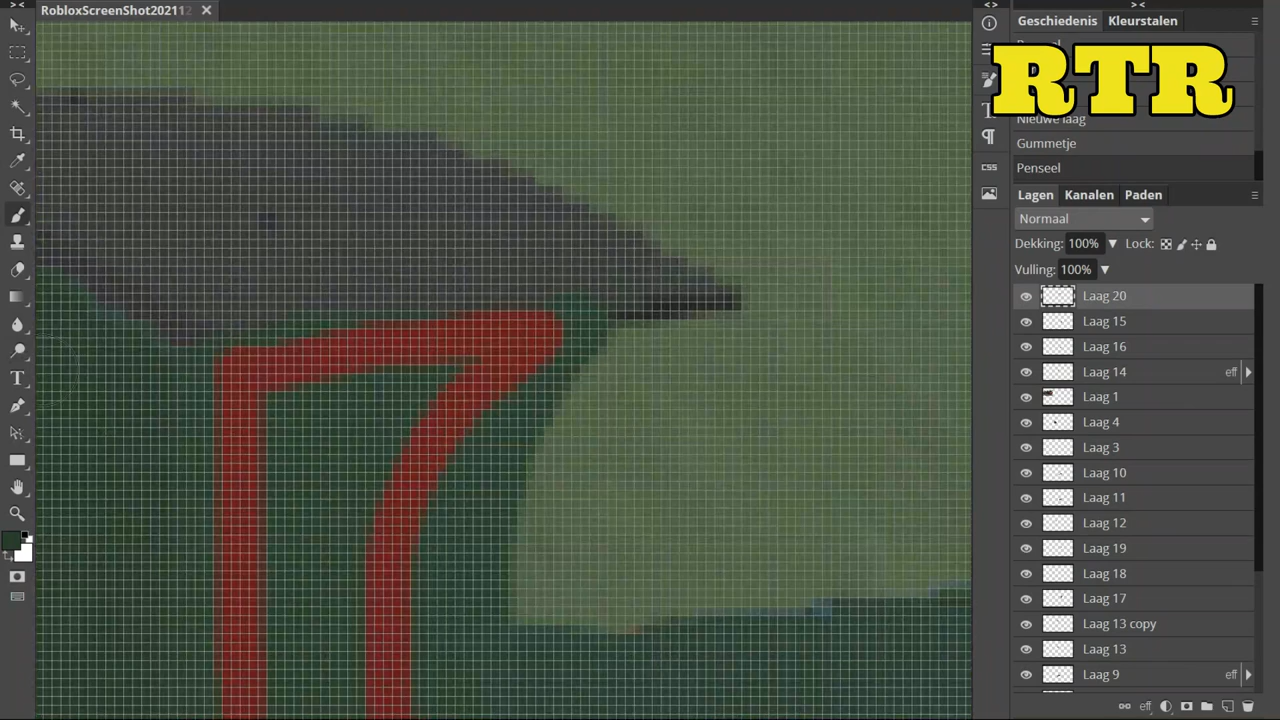 RobloxScreenShot202112
Geschiedenis Kleurstalen
RTR
Nieuwe laag
Gummetje
Penseel
Lagen Kanalen Paden
Normaal
Dekking: 100% Lock:
Vulling: 100%
Laag 20
Laag 15
Laag 16
Laag 14 eff
Laag 1
Laag 4
Laag 3
Laag 10
Laag 11
Laag 12
Laag 19
Laag 18
Laag 17
Laag 13 copy
Laag 13
Laag 9 eff
eff
CSS